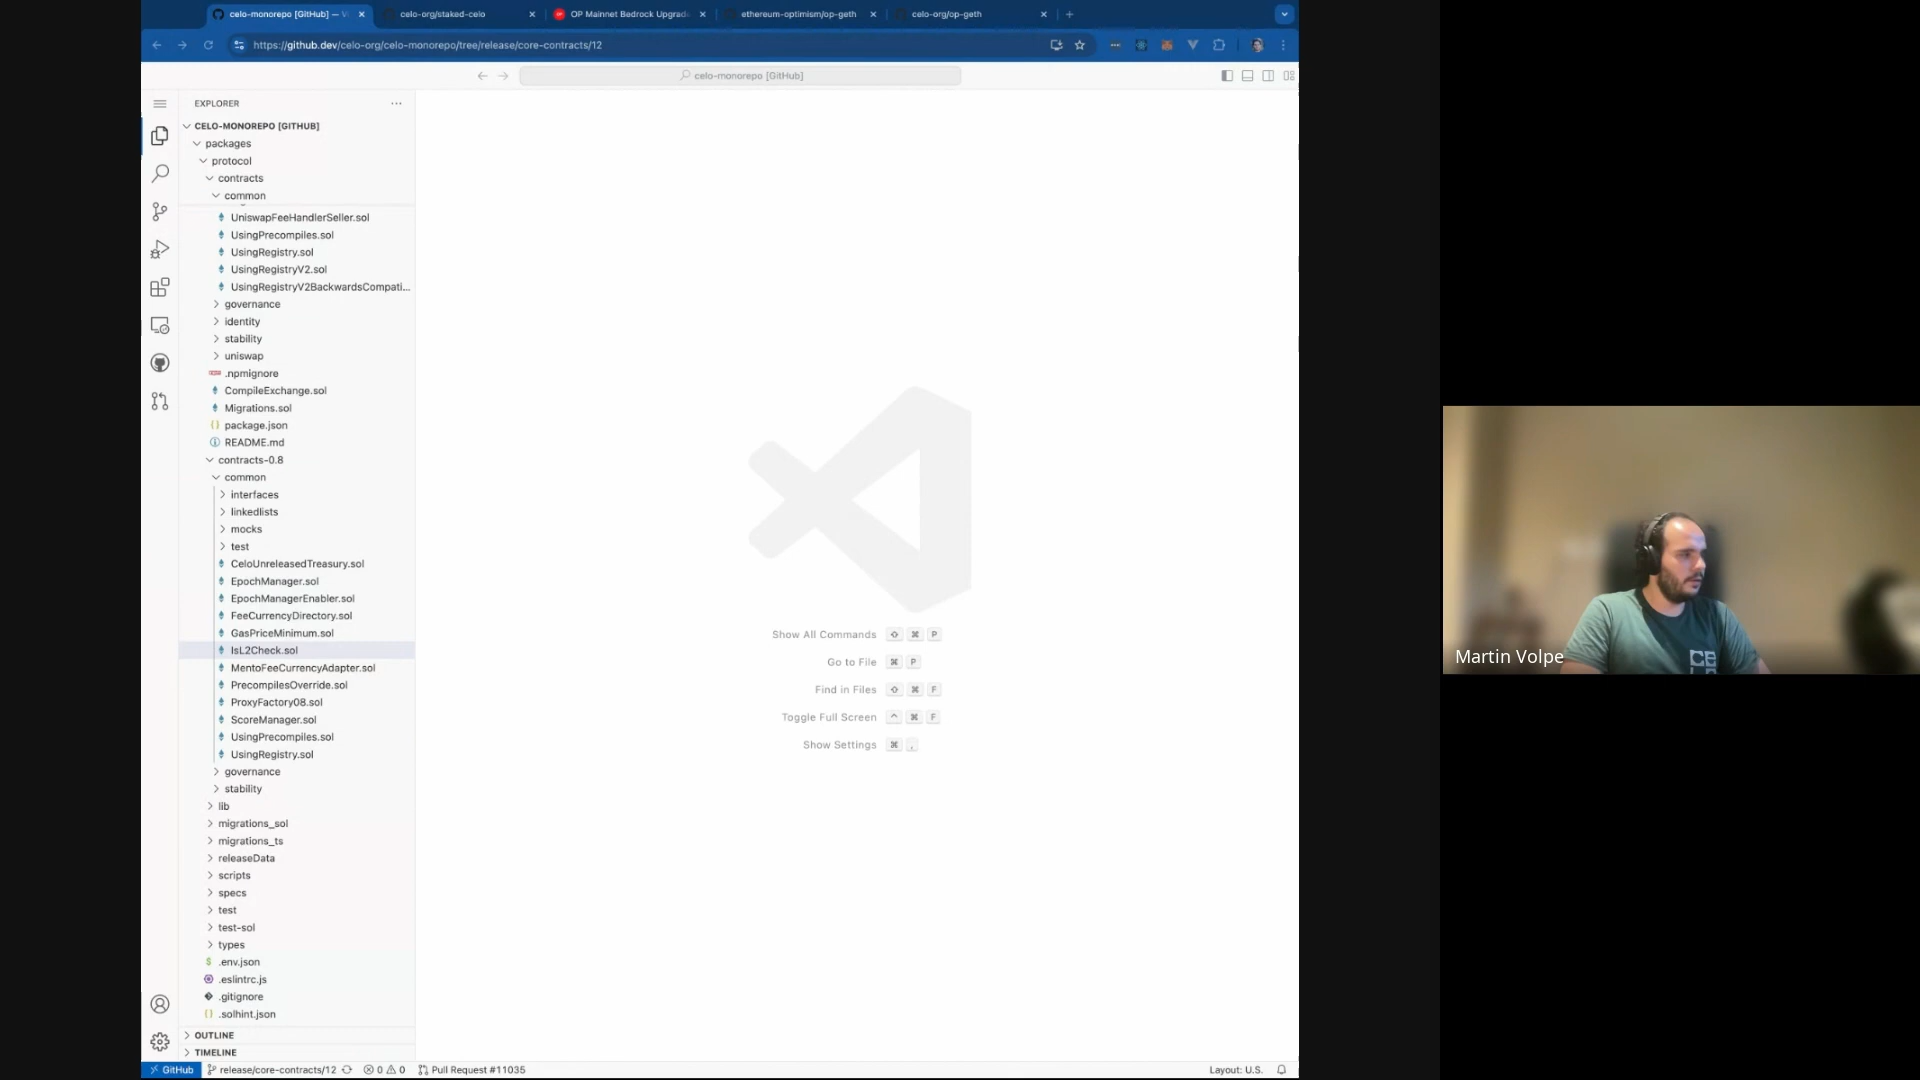 celo-monorepo [GitHub] — V
celo-org/staked-celo
OP Mainnet Bedrock Upgrad
ethereum-optimism/op-geth
celo-org/op-geth
https://github.dev/celo-org/celo-monorepo/tree/release/core-contracts/12
celo-monorepo [GitHub]
EXPLORER
CELO-MONOREPO [GITHUB]
packages
protocol
contracts
common
UniswapFeeHandlerSeller.sol
UsingPrecompiles.sol
UsingRegistry.sol
UsingRegistryV2.sol
UsingRegistryV2BackwardsCompati...
governance
identity
stability
uniswap
.npmignore
CompileExchange.sol
Migrations.sol
package.json
README.md
contracts-0.8
common
interfaces
linkedlists
mocks
test
CeloUnreleasedTreasury.sol
EpochManager.sol
EpochManagerEnabler.sol
FeeCurrencyDirectory.sol
GasPriceMinimum.sol
IsL2Check.sol
MentoFeeCurrencyAdapter.sol
PrecompilesOverride.sol
ProxyFactory08.sol
ScoreManager.sol
UsingPrecompiles.sol
UsingRegistry.sol
governance
stability
lib
migrations_sol
migrations_ts
releaseData
scripts
specs
test
test-sol
types
.env.json
.eslintrc.js
.gitignore
.solhint.json
OUTLINE
TIMELINE
Show All Commands ⇧ ⌘ P
Go to File ⌘ P
Find in Files ⇧ ⌘ F
Toggle Full Screen ⌃ ⌘ F
Show Settings ⌘ ,
GitHub release/core-contracts/12 0 0 Pull Request #11035
Layout: U.S.
Martin Volpe